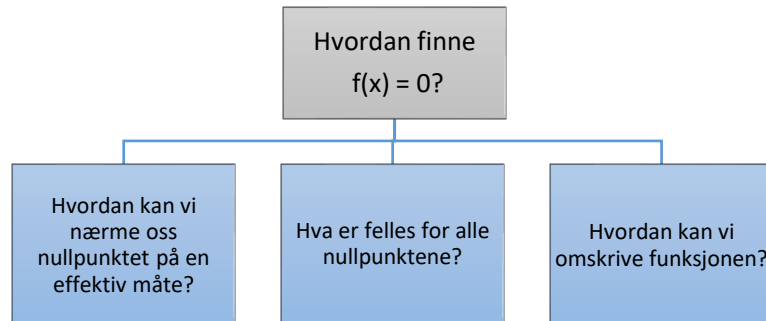 Hvordan finne
f(x) = 0?
Hvordan kan vi
nærme oss
nullpunktet på en
effektiv måte?
Hva er felles for alle
nullpunktene?
Hvordan kan vi
omskrive funksjonen?